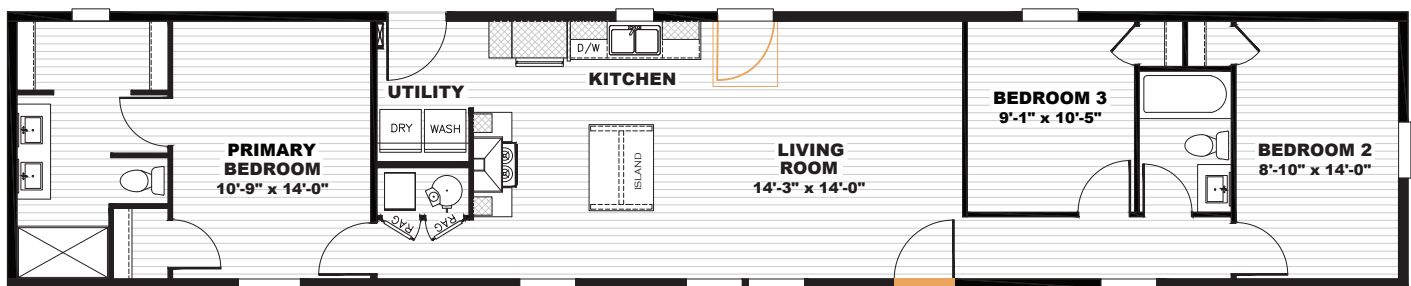 PRIMARY
BEDROOM
10'-9" x 14'-0"
UTILITY
DRY
WASH
RAG
RAG
D/W
KITCHEN
ISLAND
LIVING
ROOM
14'-3" x 14'-0"
BEDROOM 3
9'-1" x 10'-5"
BEDROOM 2
8'-10" x 14'-0"